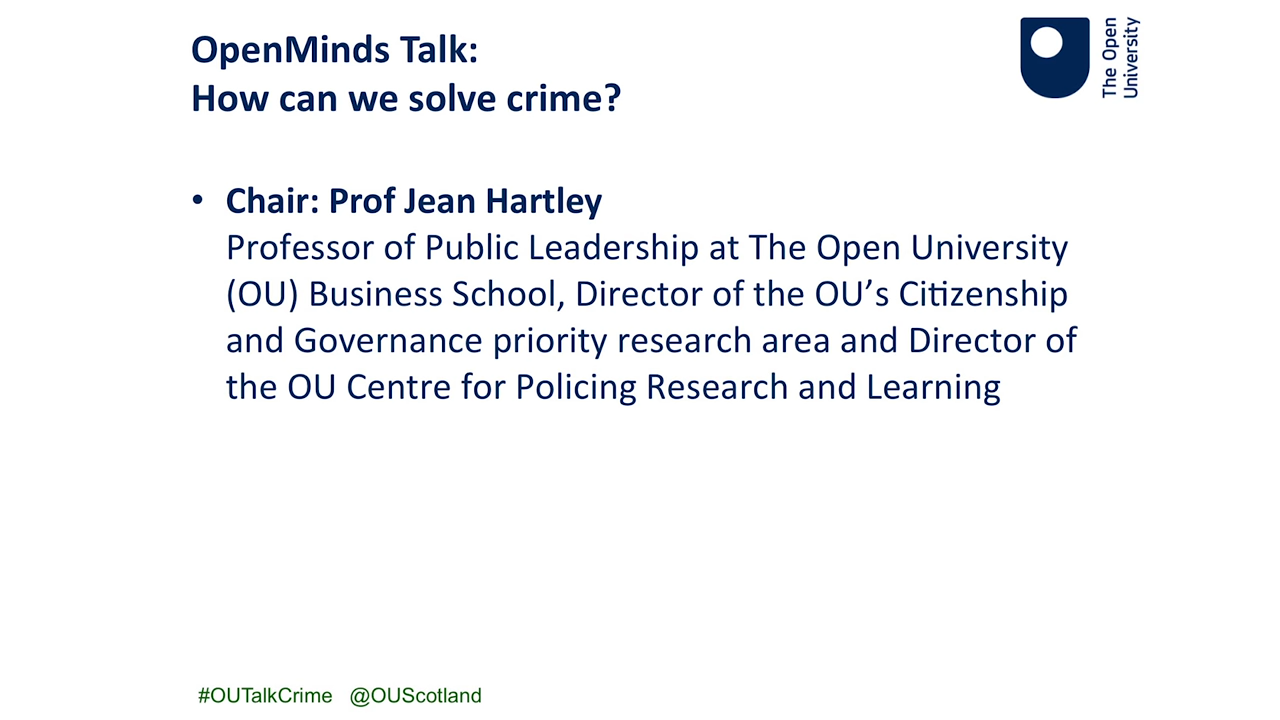 OpenMinds Talk:
How can we solve crime?
The Open
University
• Chair: Prof Jean Hartley
Professor of Public Leadership at The Open University
(OU) Business School, Director of the OU’s Citizenship
and Governance priority research area and Director of
the OU Centre for Policing Research and Learning
#OUTalkCrime @OUScotland